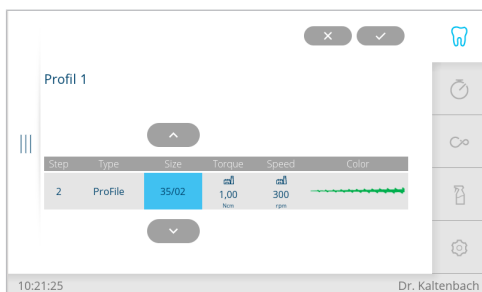 Profil 1
Step Type Size Torque Speed Color
2 ProFile 35/02 1,00 Ncm 300 rpm
10:21:25 Dr. Kaltenbach